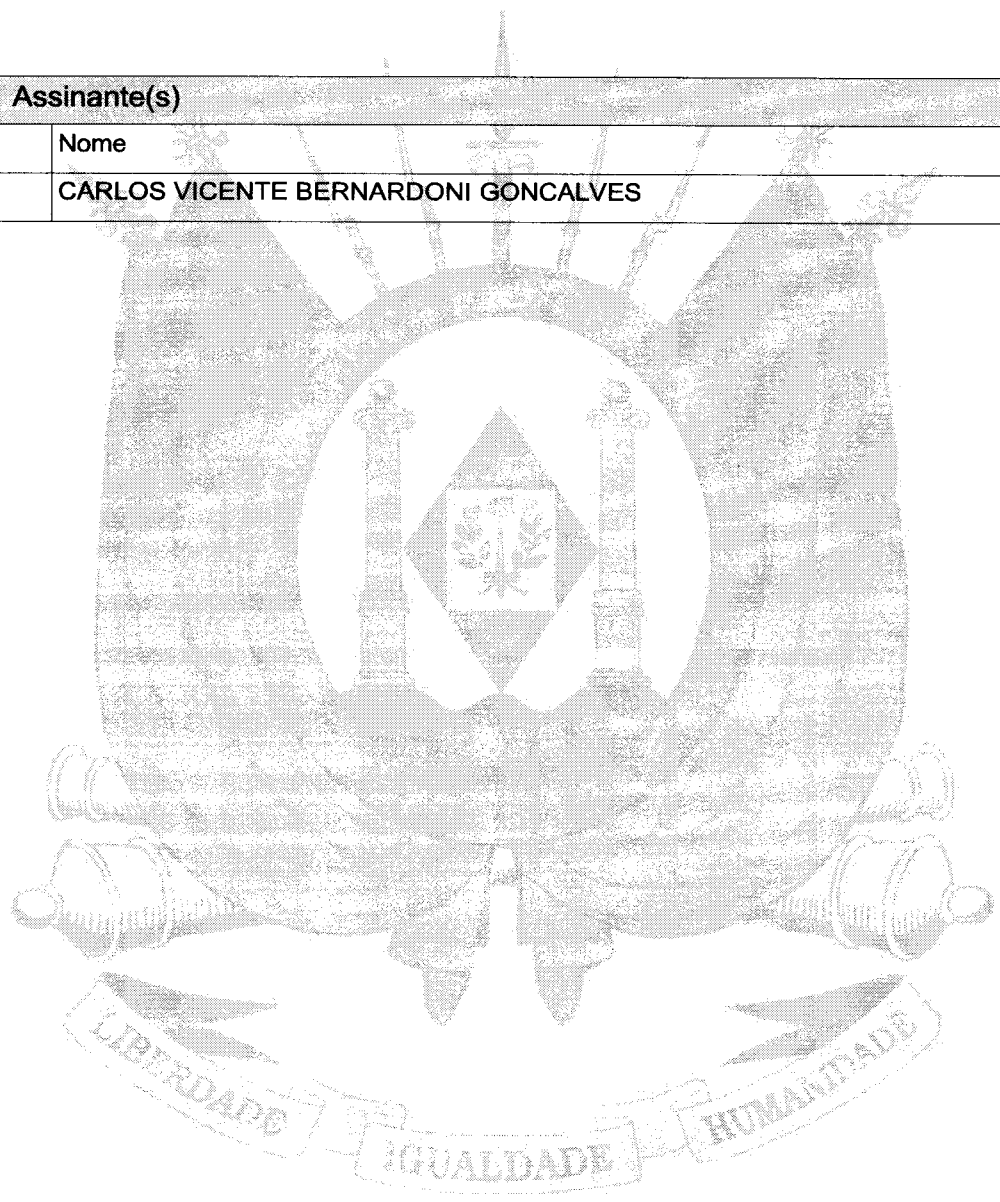 Assinante(s)
Nome
CARLOS VICENTE BERNARDONI GONCALVES
LIBERDADE
IGUALDADE
HUMANIDADE